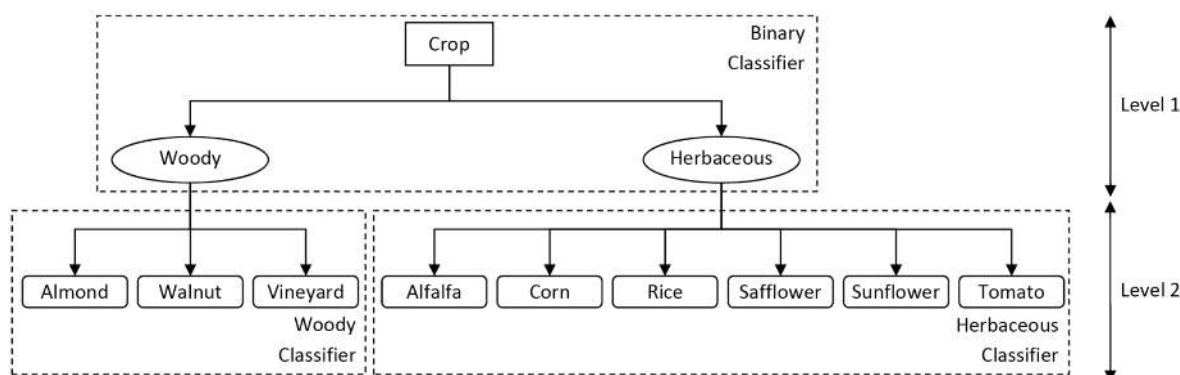 Crop
Binary
Classifier
Level 1
Woody
Herbaceous
Almond
Walnut
Vineyard
Alfalfa
Corn
Rice
Safflower
Sunflower
Tomato
Level 2
Woody
Classifier
Herbaceous
Classifier